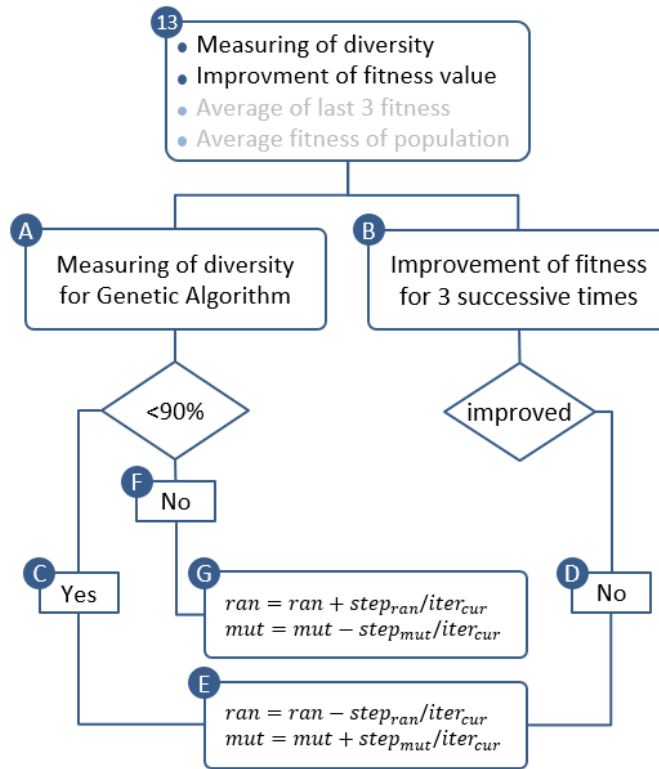 13
• Measuring of diversity
• Improvment of fitness value
• Average of last 3 fitness
• Average fitness of population
A
Measuring of diversity
for Genetic Algorithm
B
Improvement of fitness
for 3 successive times
<90%
improved
F
No
C
Yes
G
ran = ran + step_ran/iter_cur
mut = mut − step_mut/iter_cur
D
No
E
ran = ran − step_ran/iter_cur
mut = mut + step_mut/iter_cur